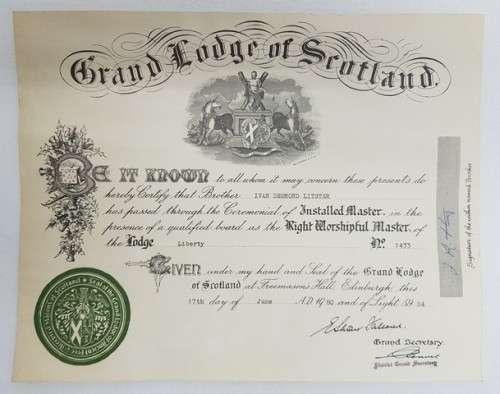 Grand Lodge of Scotland.
BE IT KNOWN to all whom it may concern these presents do
hereby Certify that Brother IVAN DESMOND LITSTER
has passed through the Ceremonial of Installed Master, in the
presence of a qualified board as the Right Worshipful Master, of
the Lodge Liberty No. 1433
GIVEN under my hand and Seal of the Grand Lodge
of Scotland at Freemasons Hall, Edinburgh, this
17th day of June A.D. 19 80 and of Light 59 84
Grand Secretary.
District Grand Secretary
Signature of the within named Brother